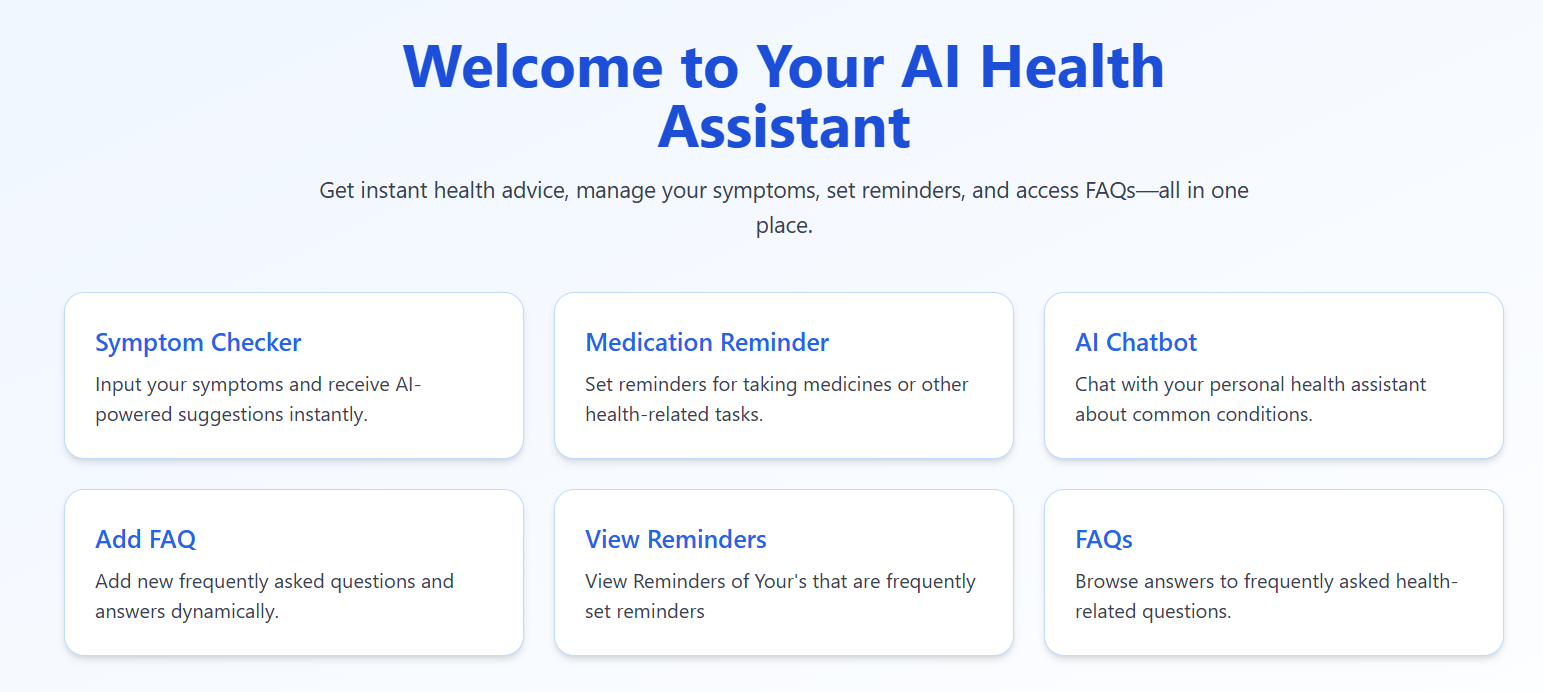 Welcome to Your AI Health
Assistant
Get instant health advice, manage your symptoms, set reminders, and access FAQs—all in one
place.
Symptom Checker
Input your symptoms and receive AI-
powered suggestions instantly.
Medication Reminder
Set reminders for taking medicines or other
health-related tasks.
AI Chatbot
Chat with your personal health assistant
about common conditions.
Add FAQ
Add new frequently asked questions and
answers dynamically.
View Reminders
View Reminders of Your's that are frequently
set reminders
FAQs
Browse answers to frequently asked health-
related questions.